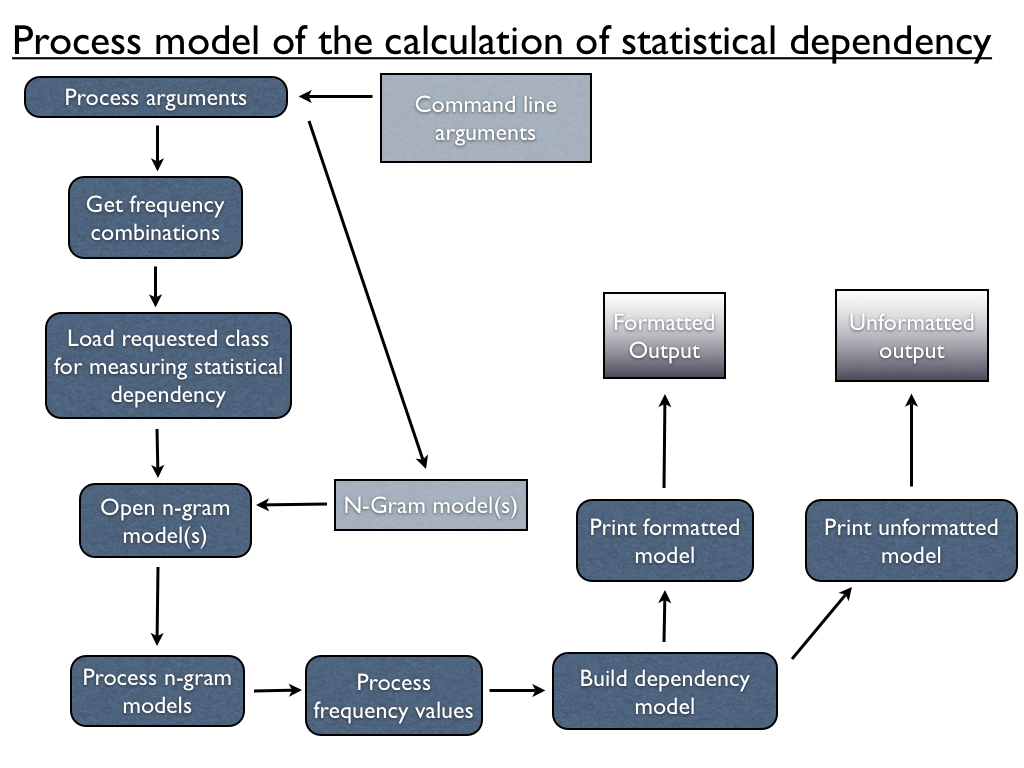 Process model of the calculation of statistical dependency
Process arguments
Command line
arguments
Get frequency
combinations
Load requested class
for measuring statistical
dependency
Formatted
Output
Unformatted
output
Open n-gram
model(s)
N-Gram model(s)
Print formatted
model
Print unformatted
model
Process n-gram
models
Process
frequency values
Build dependency
model